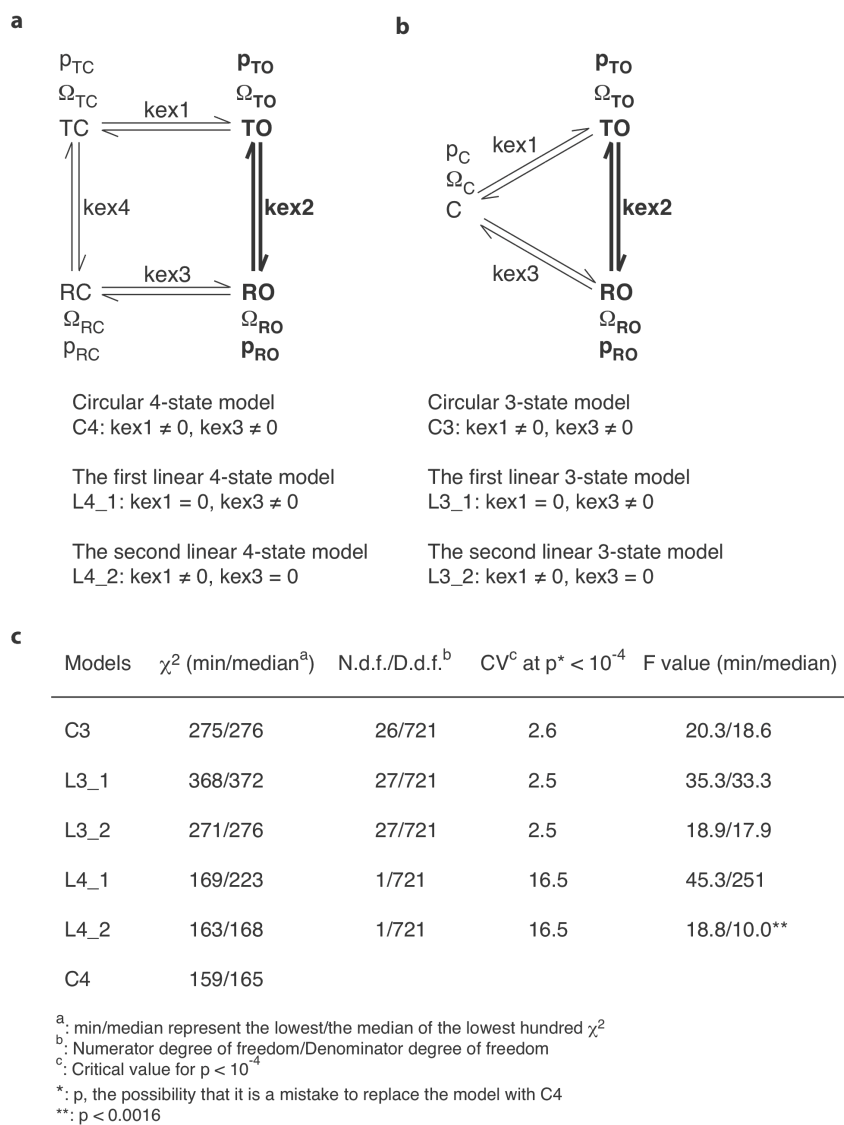 a
p_TC
Ω_TC
TC
kex1
p_TO
Ω_TO
TO
kex4
kex2
RC
kex3
RO
Ω_RC
Ω_RO
p_RC
p_RO
Circular 4-state model
C4: kex1 ≠ 0, kex3 ≠ 0
The first linear 4-state model
L4_1: kex1 = 0, kex3 ≠ 0
The second linear 4-state model
L4_2: kex1 ≠ 0, kex3 = 0
b
p_TO
Ω_TO
TO
p_C
Ω_C
C
kex1
kex2
kex3
RO
Ω_RO
p_RO
Circular 3-state model
C3: kex1 ≠ 0, kex3 ≠ 0
The first linear 3-state model
L3_1: kex1 = 0, kex3 ≠ 0
The second linear 3-state model
L3_2: kex1 ≠ 0, kex3 = 0
c
Models χ² (min/median^a) N.d.f./D.d.f.^b CV^c at p* < 10^-4 F value (min/median)
C3 275/276 26/721 2.6 20.3/18.6
L3_1 368/372 27/721 2.5 35.3/33.3
L3_2 271/276 27/721 2.5 18.9/17.9
L4_1 169/223 1/721 16.5 45.3/251
L4_2 163/168 1/721 16.5 18.8/10.0**
C4 159/165
a: min/median represent the lowest/the median of the lowest hundred χ²
b: Numerator degree of freedom/Denominator degree of freedom
c: Critical value for p < 10^-4
*: p, the possibility that it is a mistake to replace the model with C4
**: p < 0.0016